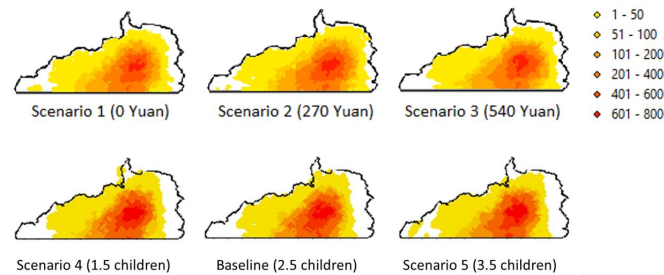 1 - 50
51 - 100
101 - 200
201 - 400
401 - 600
601 - 800
Scenario 1 (0 Yuan)
Scenario 2 (270 Yuan)
Scenario 3 (540 Yuan)
Scenario 4 (1.5 children)
Baseline (2.5 children)
Scenario 5 (3.5 children)